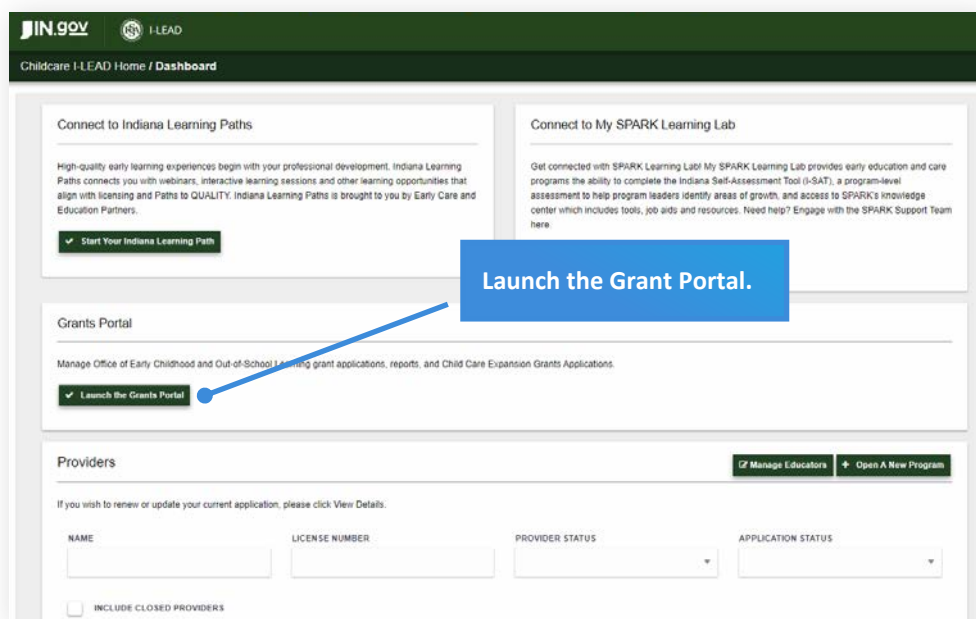 IN.gov I-LEAD
Childcare I-LEAD Home / Dashboard
Connect to Indiana Learning Paths
High-quality early learning experiences begin with your professional development. Indiana Learning
Paths connects you with webinars, interactive learning sessions and other learning opportunities that
align with licensing and Paths to QUALITY. Indiana Learning Paths is brought to you by Early Care and
Education Partners.
Start Your Indiana Learning Path
Connect to My SPARK Learning Lab
Get connected with SPARK Learning Lab! My SPARK Learning Lab provides early education and care
programs the ability to complete the Indiana Self-Assessment Tool (I-SAT), a program-level
assessment to help program leaders identify areas of growth, and access to SPARK's knowledge
center which includes tools, job aids and resources. Need help? Engage with the SPARK Support Team
here.
Launch the Grant Portal.
Grants Portal
Manage Office of Early Childhood and Out-of-School Learning grant applications, reports, and Child Care Expansion Grants Applications.
Launch the Grants Portal
Providers
Manage Educators
+ Open A New Program
If you wish to renew or update your current application, please click View Details.
NAME LICENSE NUMBER PROVIDER STATUS APPLICATION STATUS
INCLUDE CLOSED PROVIDERS